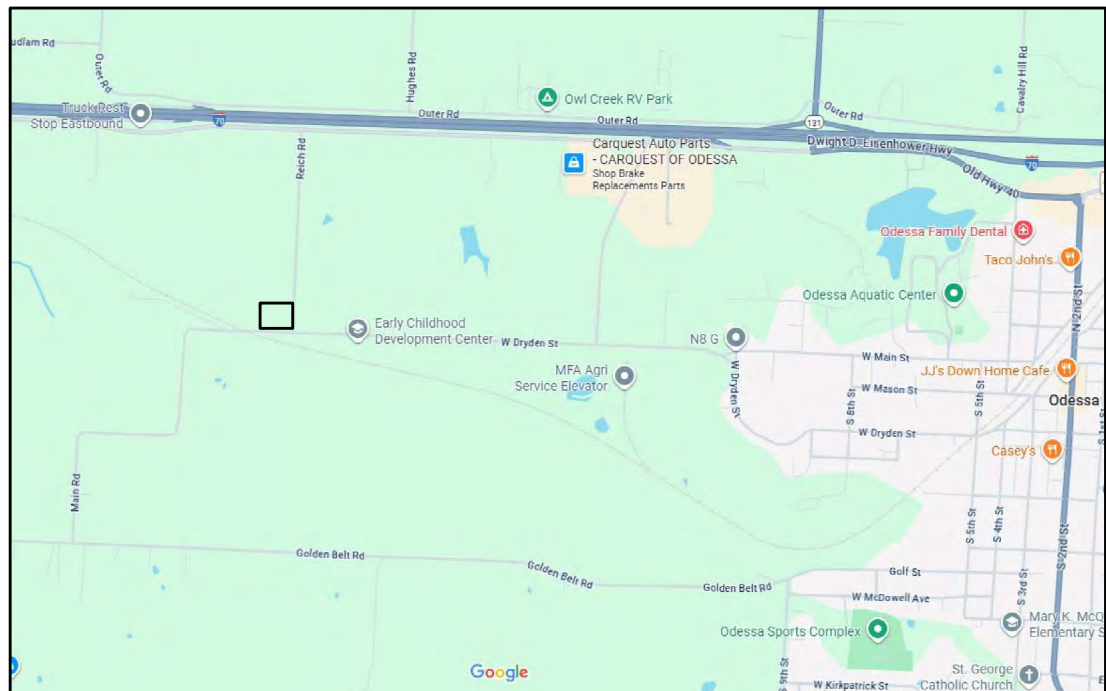 udlam Rd
Outer Rd
Hughes Rd
Cavalry Hill Rd
Truck Rest
Stop Eastbound
70
Outer Rd
Owl Creek RV Park
Outer Rd
Outer Rd
131
Dwight D. Eisenhower Hwy
70
Old Hwy 40
Reich Rd
Carquest Auto Parts
- CARQUEST OF ODESSA
Shop Brake
Replacements Parts
Odessa Family Dental
Taco John's
Odessa Aquatic Center
N 2nd St
Early Childhood
Development Center
W Dryden St
N8 G
W Main St
MFA Agri
Service Elevator
W Dryden St
S 8th St
W Mason St
S 5th St
JJ's Down Home Cafe
Odessa
W Dryden St
S 1st St
Casey's
Main Rd
S 5th St
S 4th St
S 2nd St
Golden Belt Rd
Golden Belt Rd
Golden Belt Rd
Golf St
W McDowell Ave
S 3rd St
Odessa Sports Complex
Mary K. McQ
Elementary S
S 9th St
St. George
Catholic Church
W Kirkpatrick St
E
Google